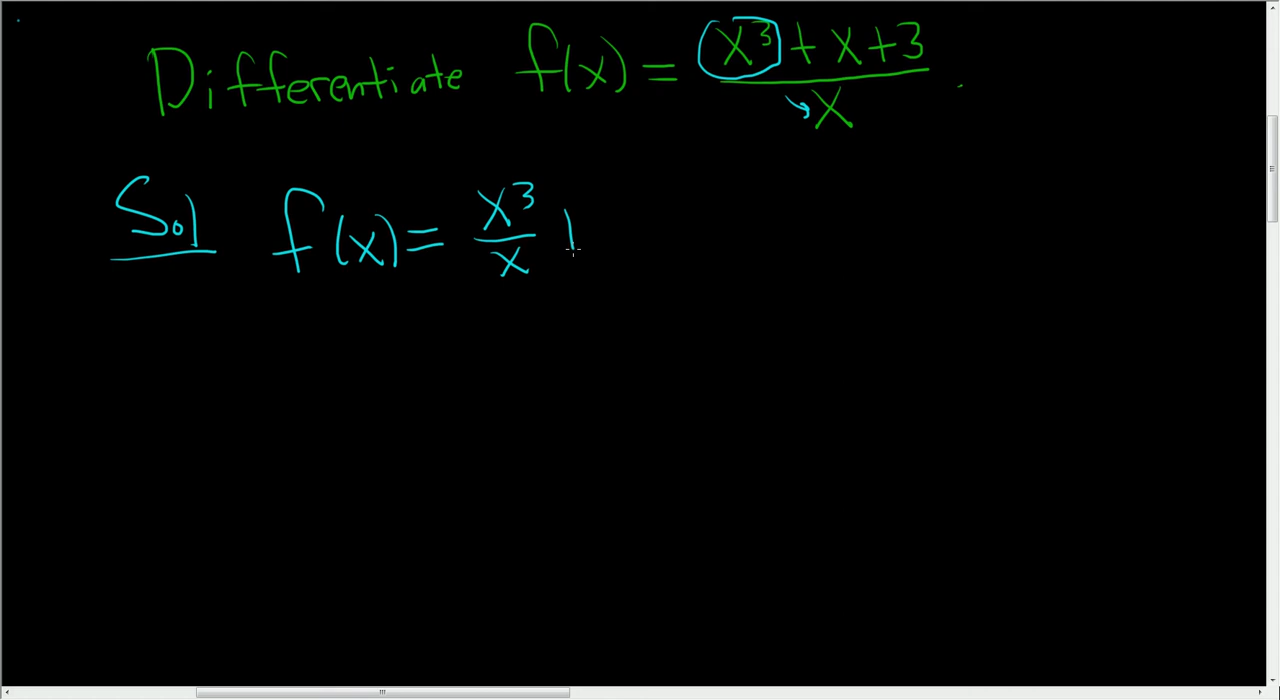 Differentiate f(x) = (x³ + x + 3)/x.
Sol f(x) = x³/x